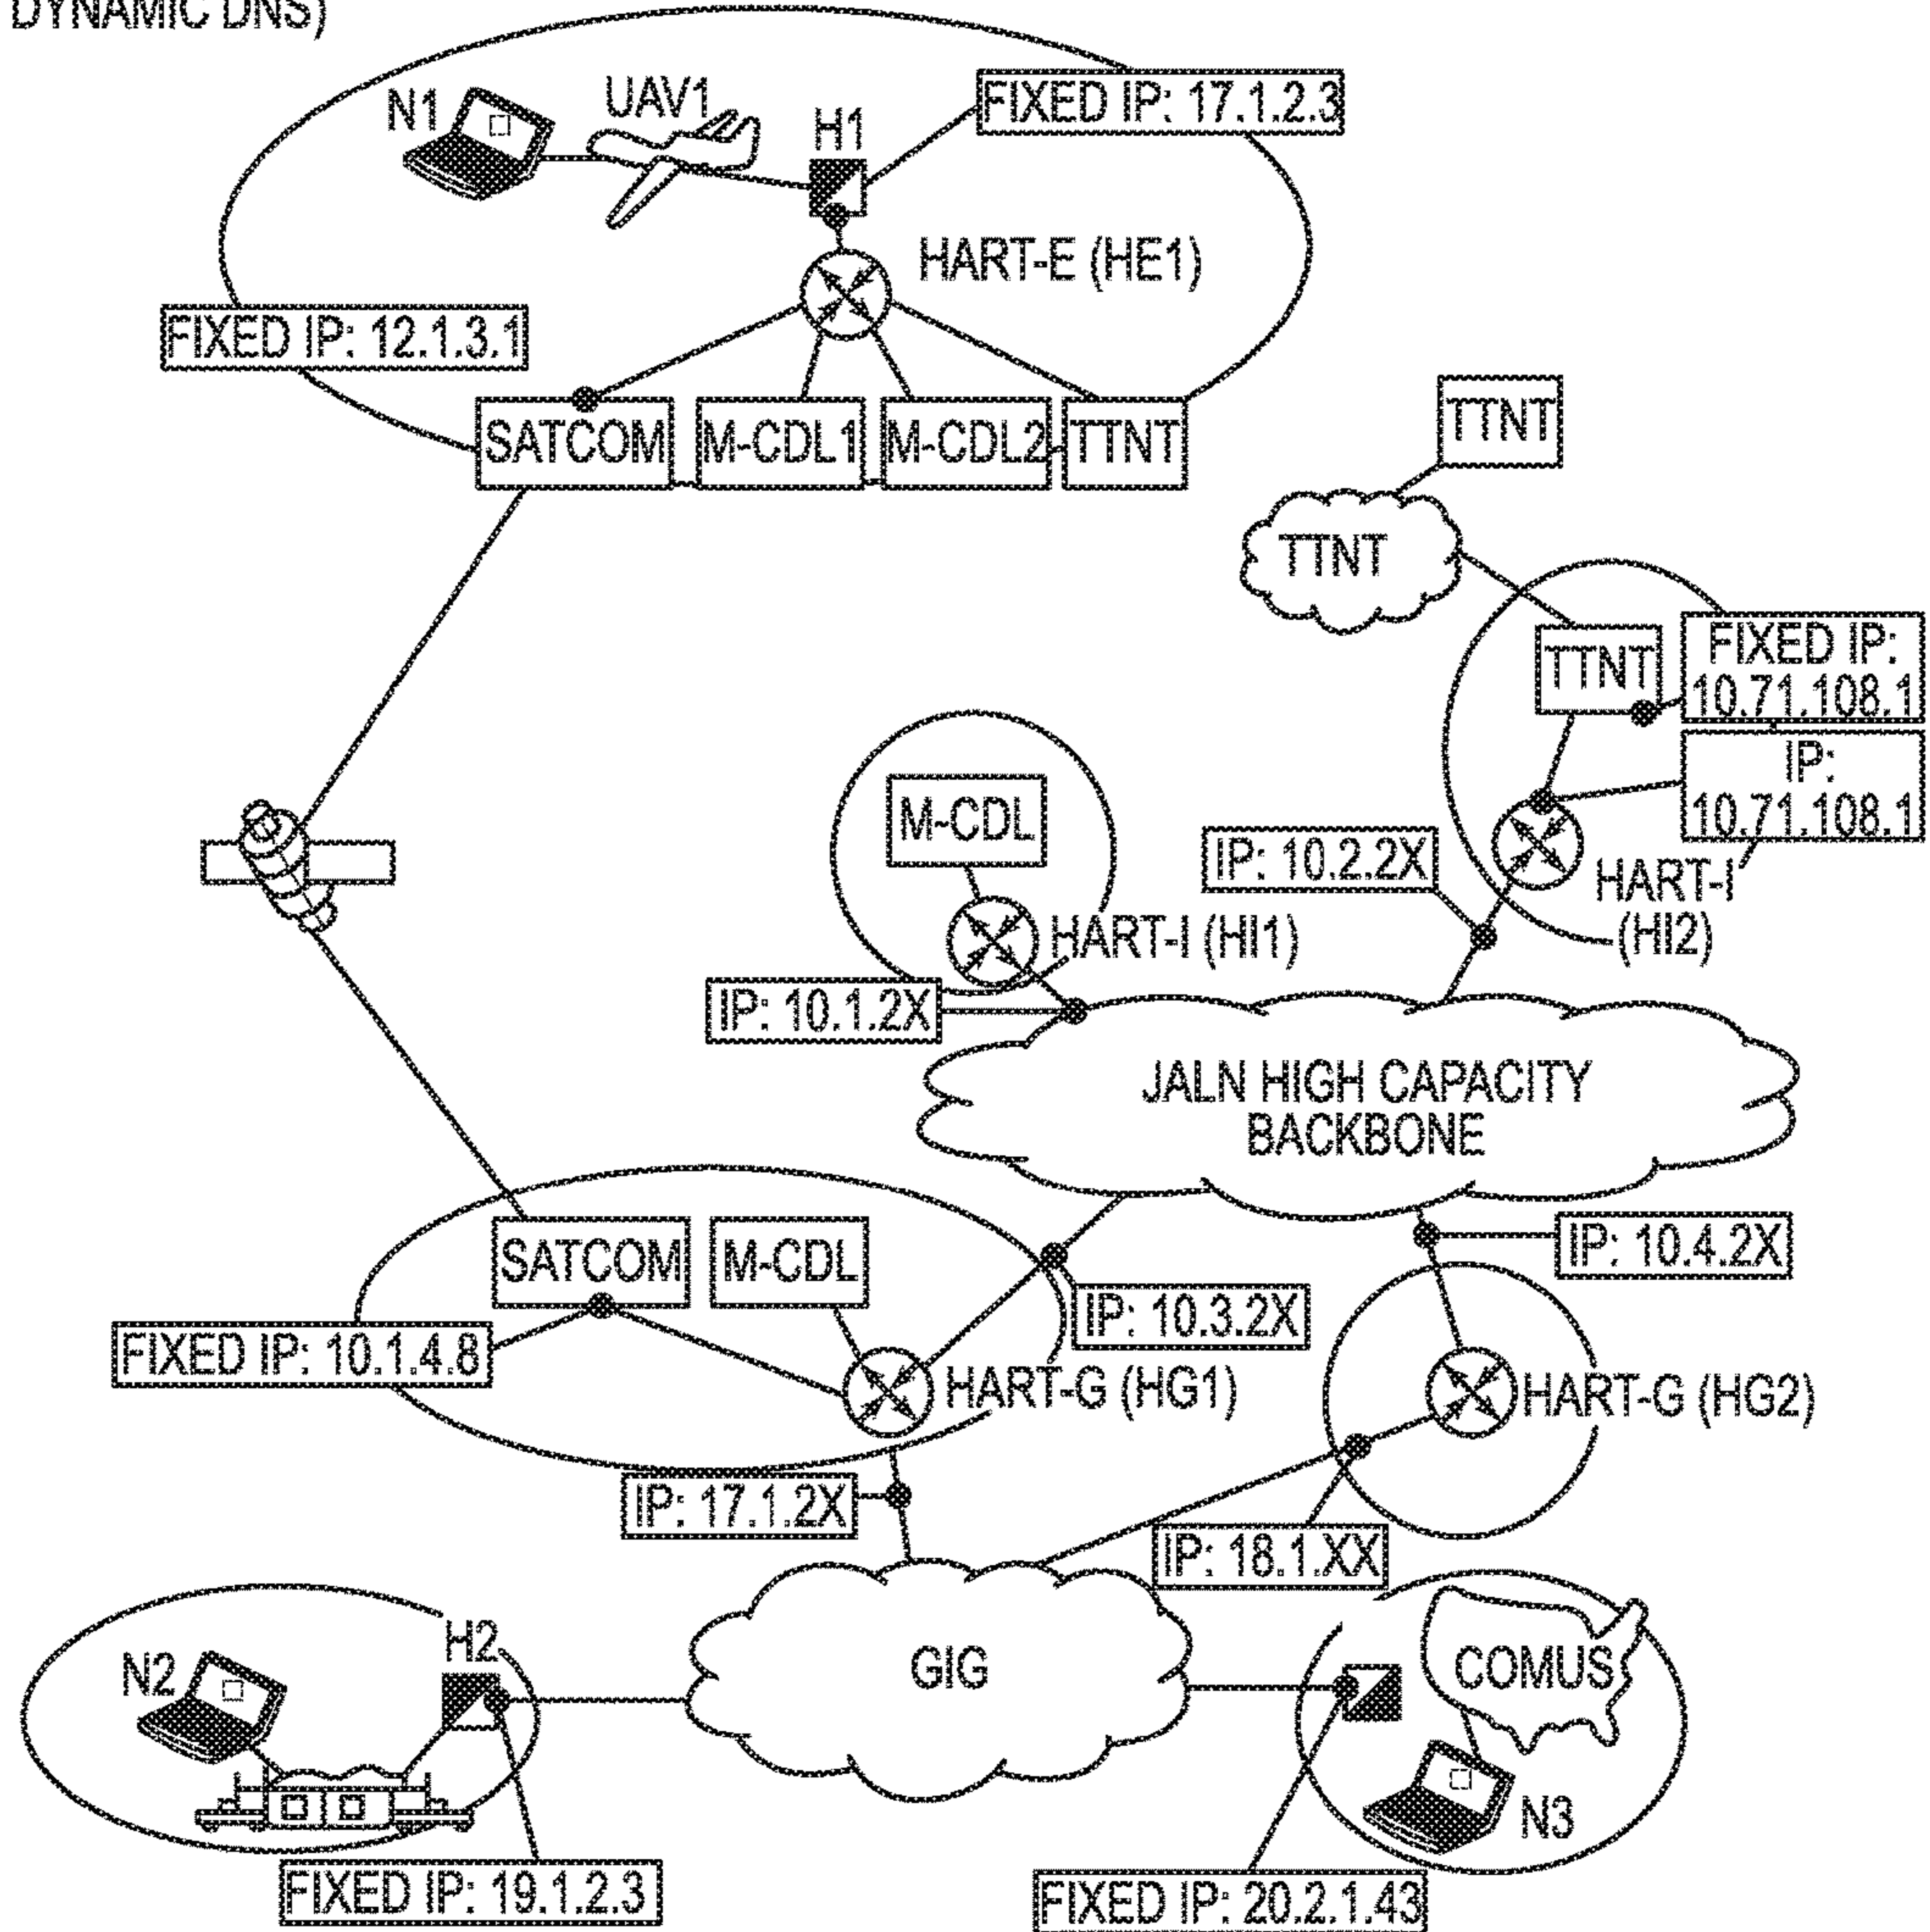 DYNAMIC DNS)
N1
UAV1
H1
FIXED IP: 17.1.2.3
HART-E (HE1)
FIXED IP: 12.1.3.1
SATCOM
M-CDL1
M-CDL2
TTNT
TTNT
TTNT
TTNT
FIXED IP:
10.71.108.1
IP:
10.71.108.1
M-CDL
IP: 10.2.2X
HART-I
(HI2)
HART-I (HI1)
IP: 10.1.2X
JALN HIGH CAPACITY
BACKBONE
SATCOM
M-CDL
IP: 10.4.2X
IP: 10.3.2X
FIXED IP: 10.1.4.8
HART-G (HG1)
HART-G (HG2)
IP: 17.1.2X
IP: 18.1.XX
N2
H2
GIG
COMUS
N3
FIXED IP: 19.1.2.3
FIXED IP: 20.2.1.43